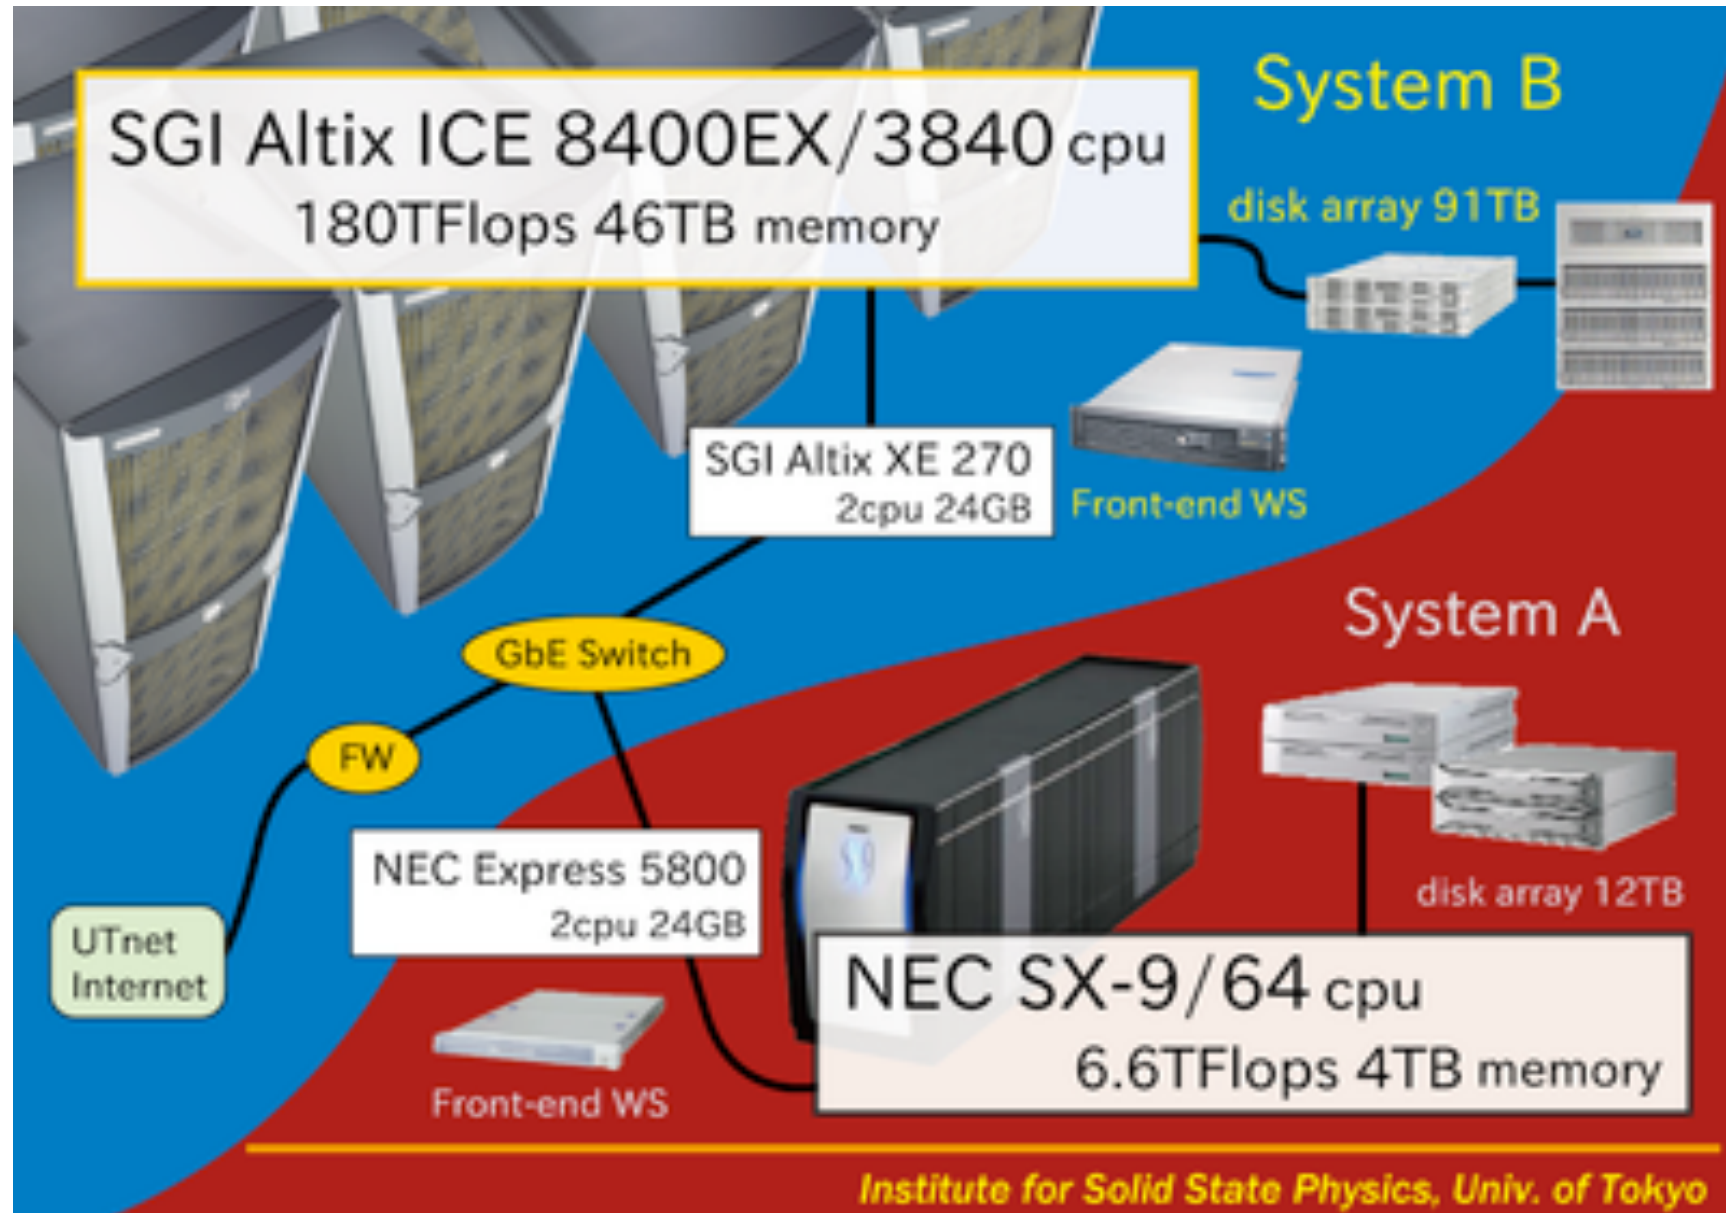 System B
SGI Altix ICE 8400EX/3840 cpu
180TFlops 46TB memory
disk array 91TB
SGI Altix XE 270
2cpu 24GB
Front-end WS
System A
GbE Switch
FW
UTnet
Internet
NEC Express 5800
2cpu 24GB
Front-end WS
disk array 12TB
NEC SX-9/64 cpu
6.6TFlops 4TB memory
Institute for Solid State Physics, Univ. of Tokyo